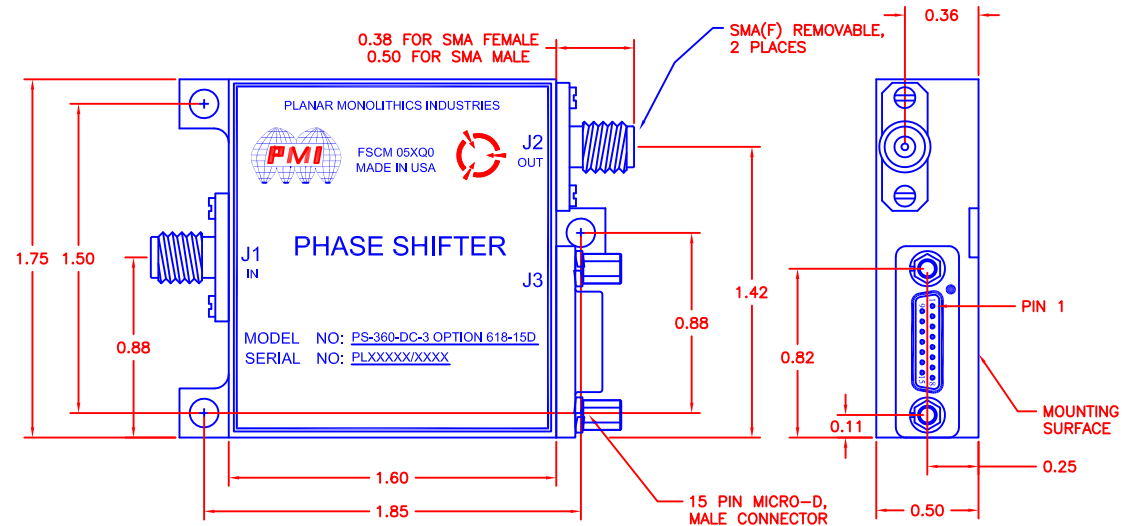 0.38 FOR SMA FEMALE
0.50 FOR SMA MALE
SMA(F) REMOVABLE,
2 PLACES
0.36
PLANAR MONOLITHICS INDUSTRIES
PMI
FSCM 05XQ0
MADE IN USA
J2
OUT
J1
IN
PHASE SHIFTER
J3
1.75
1.50
0.88
MODEL NO: PS-360-DC-3 OPTION 618-15D
SERIAL NO: PLXXXXX/XXXX
0.88
1.42
1.60
1.85
15 PIN MICRO-D,
MALE CONNECTOR
0.82
0.11
1
9
15
8
PIN 1
MOUNTING
SURFACE
0.25
0.50